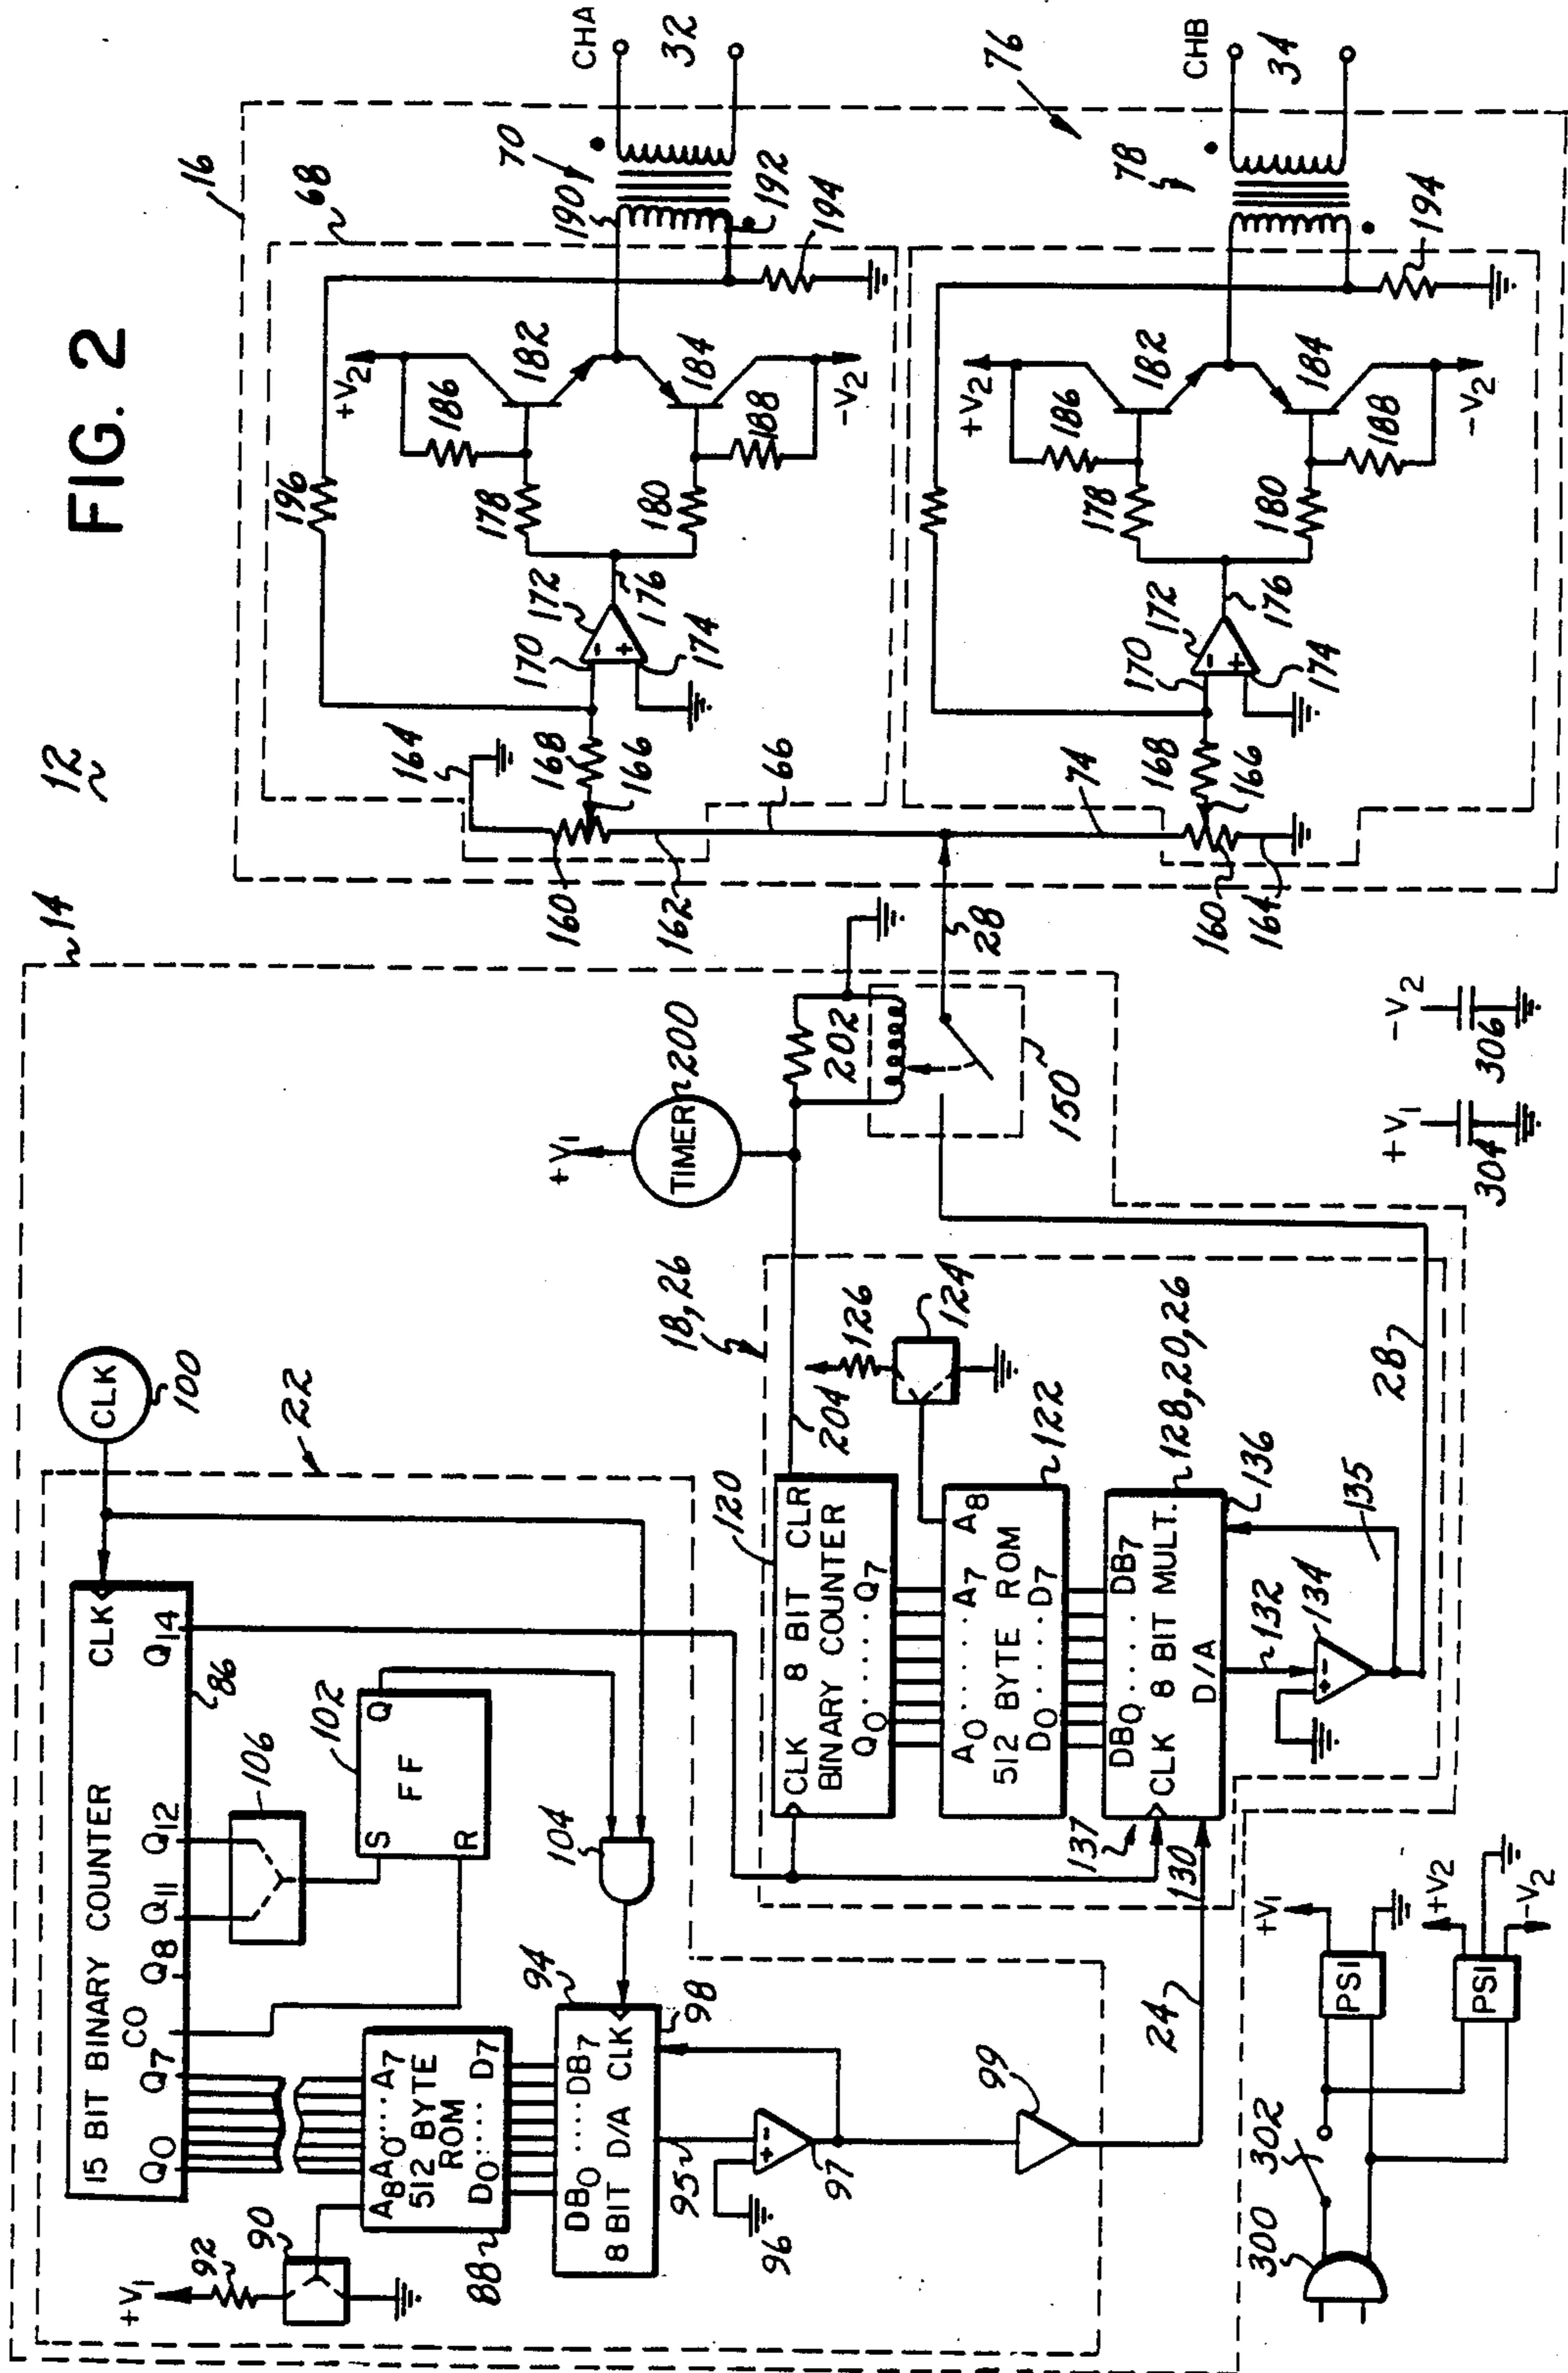 FIG. 2
12
14
16
22
CLK
100
15 BIT BINARY COUNTER
CLK
Q0 Q7 CO Q8 Q11 Q12 Q14
86
106
102
S
Q
FF
R
104
+V1
92
90
A8 A0....A7
512 BYTE
ROM
D0.... D7
88
94
DB0....DB7
8 BIT D/A CLK
98
95
96
97
99
24
+V1
TIMER
200
202
150
28
18,26
204
126
124
120
CLK 8 BIT CLR
BINARY COUNTER
Q0 Q7
A0.....A7 A8
512 BYTE ROM
D0.....D7
122
DB0....DB7
CLK 8 BIT MULT.
D/A
128,20,26
137
130
136
132
134
135
28
300
302
PSI
+V1
PSI
+V2
-V2
+V1
304
-V2
306
68
196
+V2
186
182
178
164
168
166
170
172
174
176
180
184
188
-V2
160
162
66
190
70
192
194
CHA
32
76
74
+V2
186
182
178
168
166
170
172
174
176
180
184
188
-V2
160
164
78
194
CHB
34